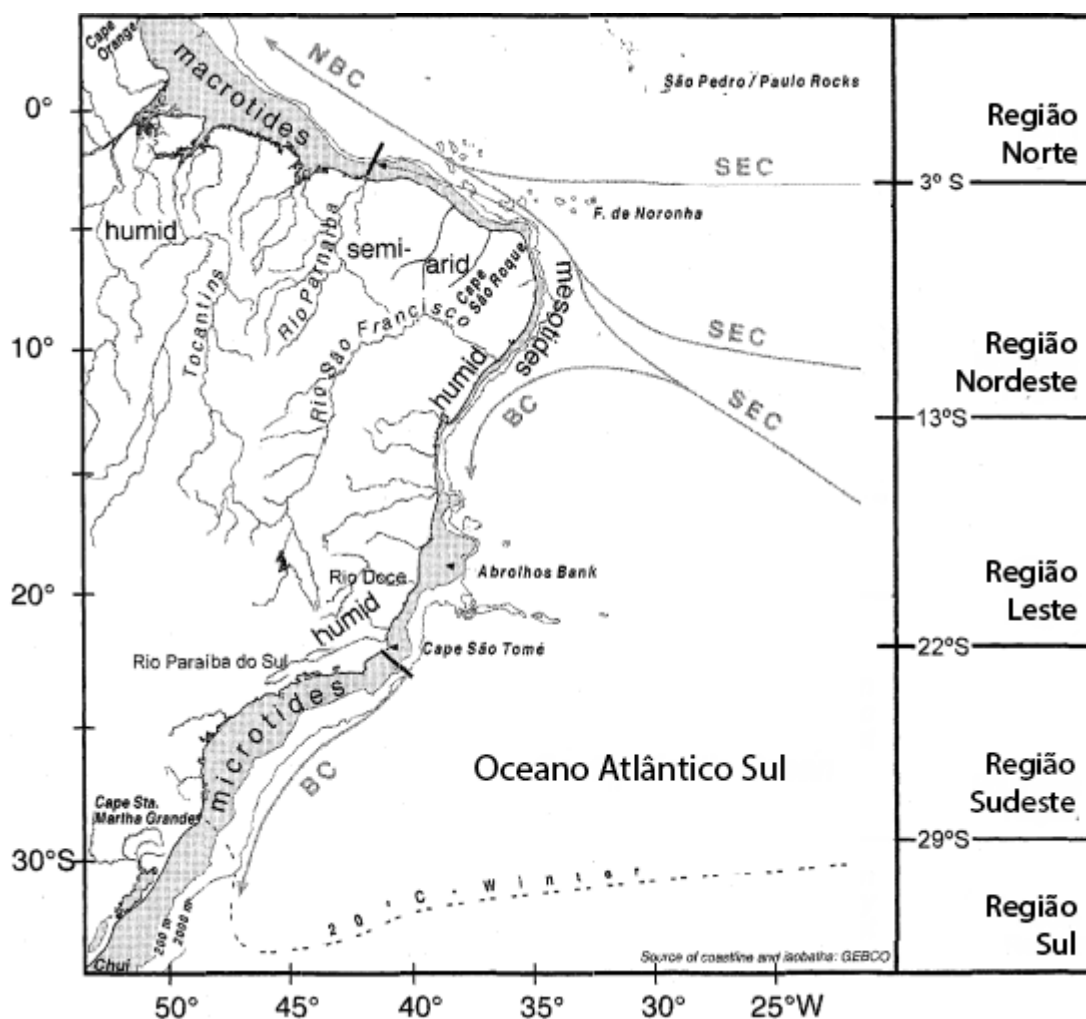 Cape
Orange
macrotides
NBC
São Pedro / Paulo Rocks
0°
Região
Norte
SEC
3° S
F. de Noronha
humid
semi-
arid
Cape
São Roque
Rio Parnaíba
Tocantins
Rio São Francisco
mesotides
humid
SEC
10°
Região
Nordeste
SEC
BC
13°S
Região
Leste
Rio Doce
Abrolhos Bank
20°
humid
Cape São Tomé
22°S
Rio Paraíba do Sul
microtides
Oceano Atlântico Sul
BC
Região
Sudeste
Cape Sta.
Martha Grande
29°S
30°S
20°C - Winter
200 m
2000 m
Região
Sul
Chuí
Source of coastline and isobaths: GEBCO
50°
45°
40°
35°
30°
25°W